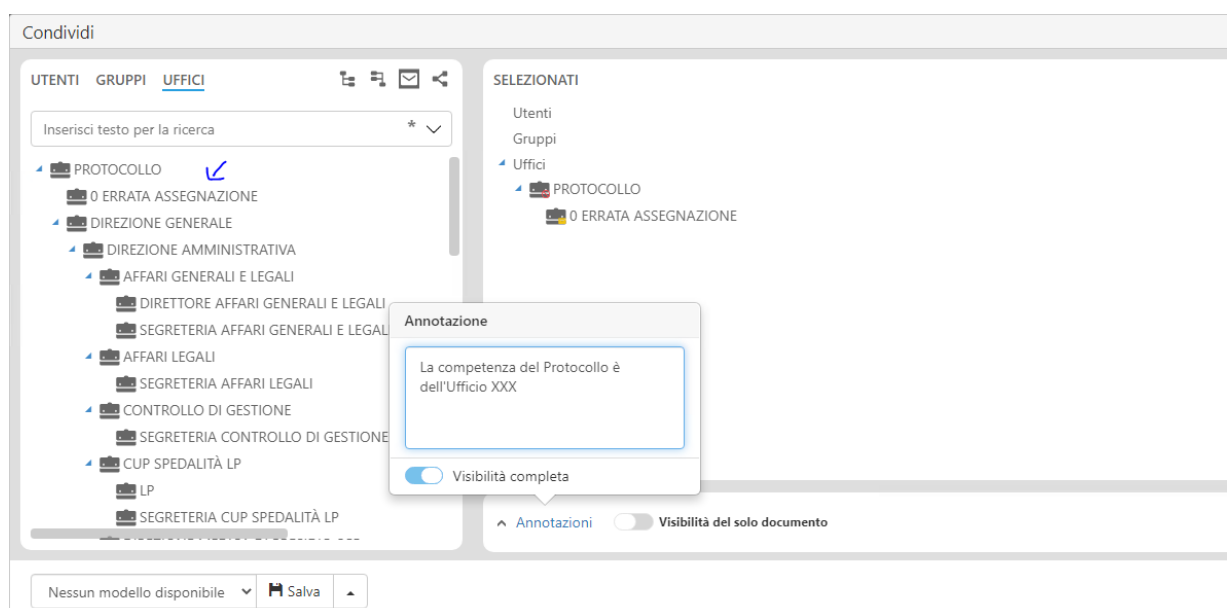 Condividi
UTENTI GRUPPI UFFICI
Inserisci testo per la ricerca * 
PROTOCOLLO
0 ERRATA ASSEGNAZIONE
DIREZIONE GENERALE
DIREZIONE AMMINISTRATIVA
AFFARI GENERALI E LEGALI
DIRETTORE AFFARI GENERALI E LEGALI
SEGRETERIA AFFARI GENERALI E LEGAL
AFFARI LEGALI
SEGRETERIA AFFARI LEGALI
CONTROLLO DI GESTIONE
SEGRETERIA CONTROLLO DI GESTIONE
CUP SPEDALITÀ LP
LP
SEGRETERIA CUP SPEDALITÀ LP
SELEZIONATI
Utenti
Gruppi
Uffici
PROTOCOLLO
0 ERRATA ASSEGNAZIONE
Annotazione
La competenza del Protocollo è
dell'Ufficio XXX
Visibilità completa
Annotazioni Visibilità del solo documento
Nessun modello disponibile Salva